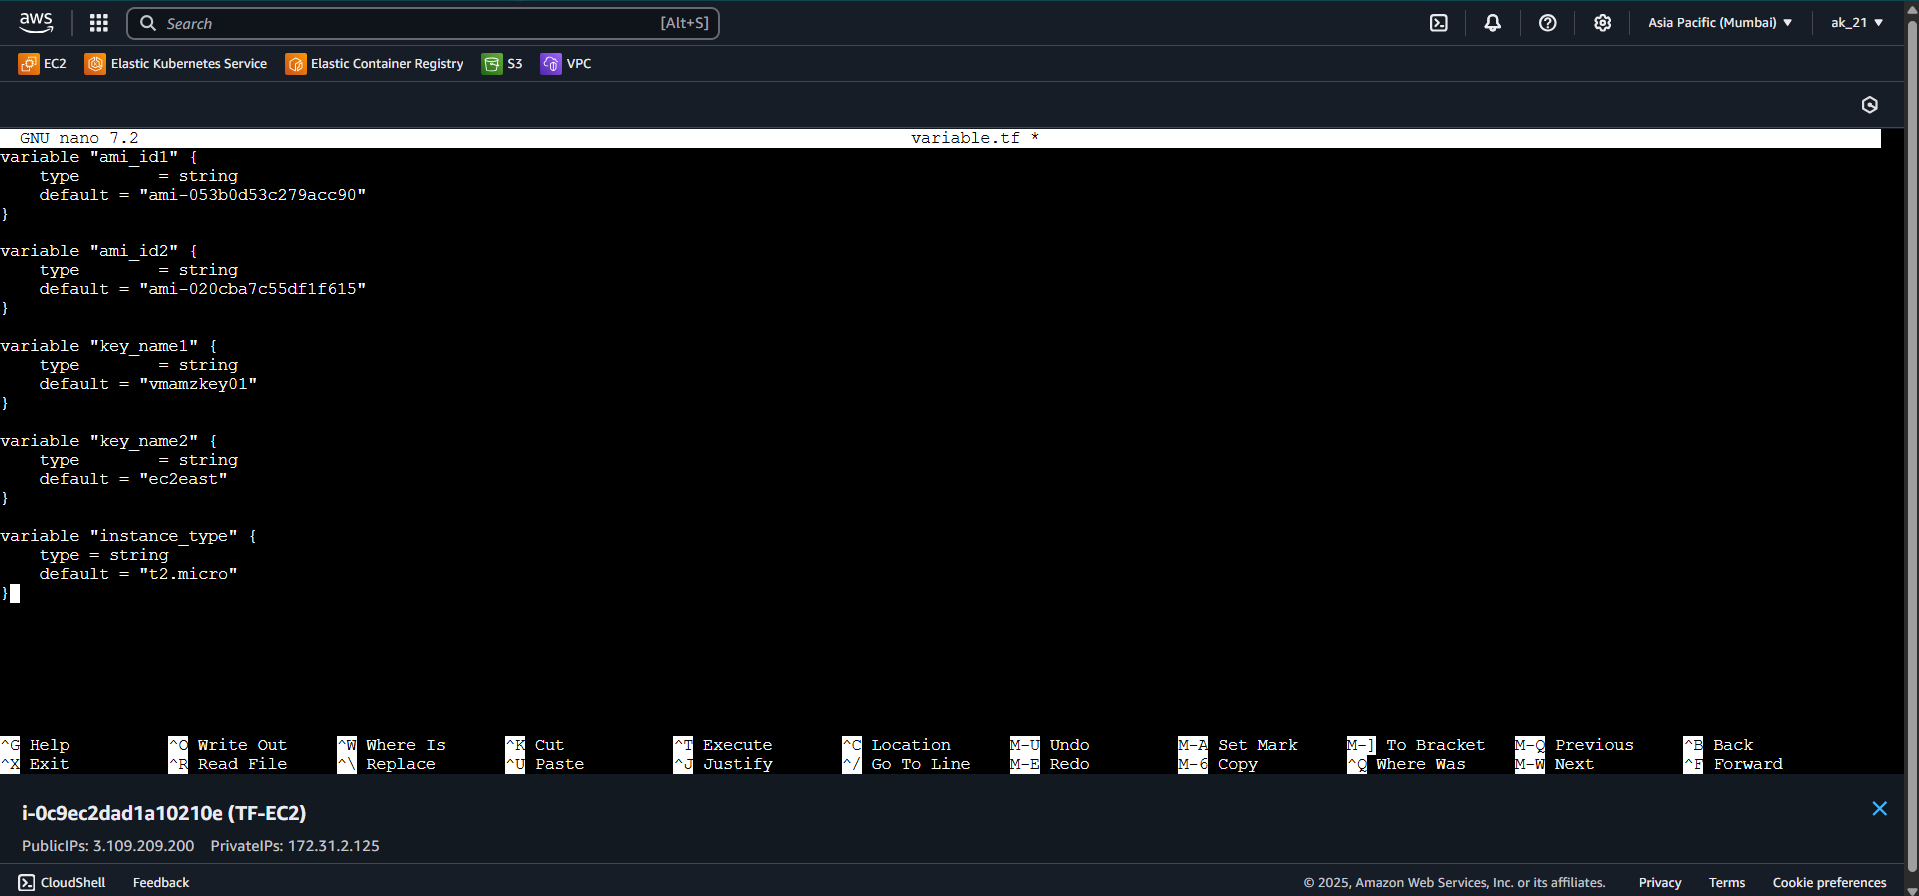 aws Search [Alt+S] Asia Pacific (Mumbai) ▼ ak_21 ▼
EC2 Elastic Kubernetes Service Elastic Container Registry S3 VPC
GNU nano 7.2 variable.tf *
variable "ami_id1" {
    type        = string
    default = "ami-053b0d53c279acc90"
}
variable "ami_id2" {
    type        = string
    default = "ami-020cba7c55df1f615"
}
variable "key_name1" {
    type        = string
    default = "vmamzkey01"
}
variable "key_name2" {
    type        = string
    default = "ec2east"
}
variable "instance_type" {
    type = string
    default = "t2.micro"
}
^G Help ^O Write Out ^W Where Is ^K Cut ^T Execute ^C Location M-U Undo M-A Set Mark M-] To Bracket M-Q Previous ^B Back
^X Exit ^R Read File ^\ Replace ^U Paste ^J Justify ^/ Go To Line M-E Redo M-6 Copy ^Q Where Was M-W Next ^F Forward
i-0c9ec2dad1a10210e (TF-EC2)
PublicIPs: 3.109.209.200 PrivateIPs: 172.31.2.125
CloudShell Feedback © 2025, Amazon Web Services, Inc. or its affiliates. Privacy Terms Cookie preferences